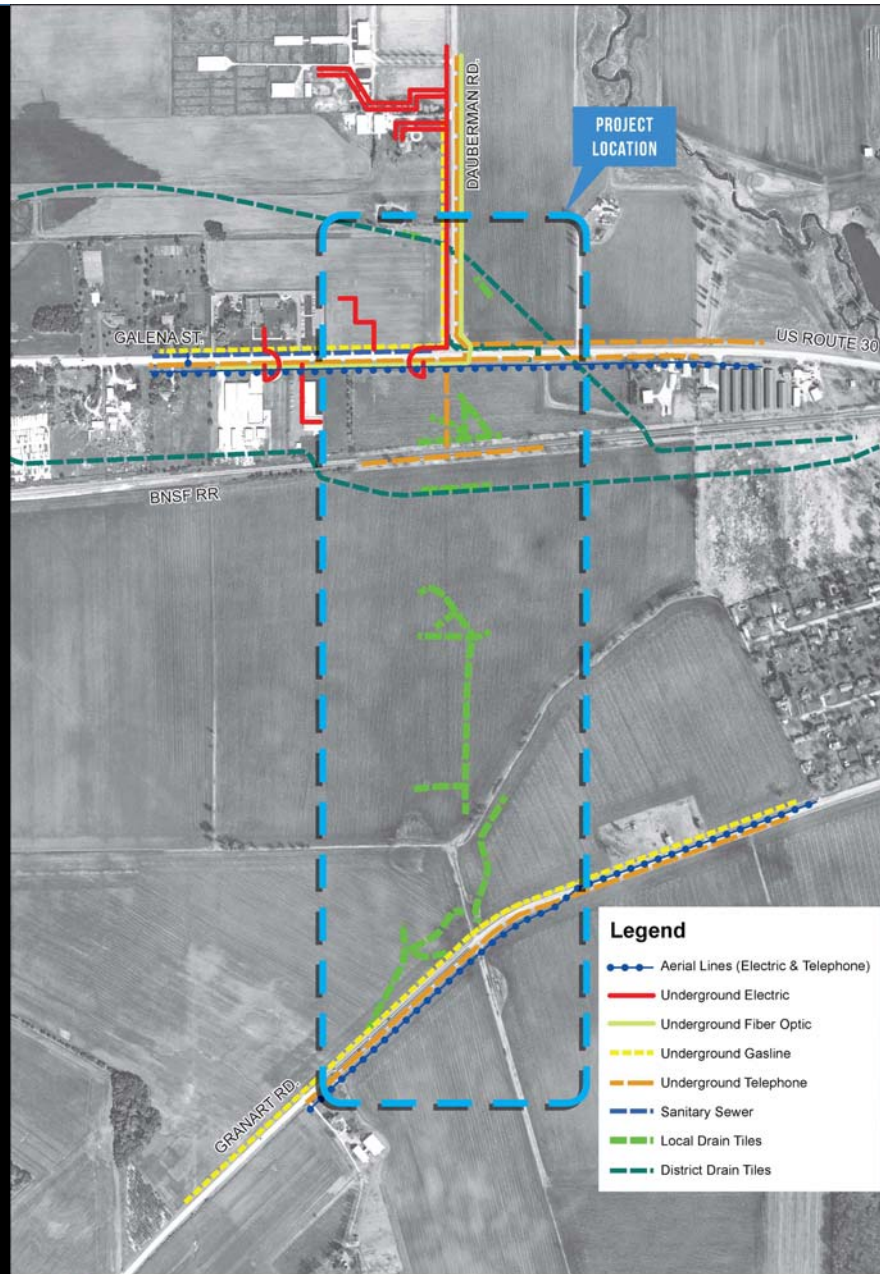 DAUBERMAN RD.
PROJECT
LOCATION
GALENA ST.
US ROUTE 30
BNSF RR
GRANART RD.
Legend
Aerial Lines (Electric & Telephone)
Underground Electric
Underground Fiber Optic
Underground Gasline
Underground Telephone
Sanitary Sewer
Local Drain Tiles
District Drain Tiles